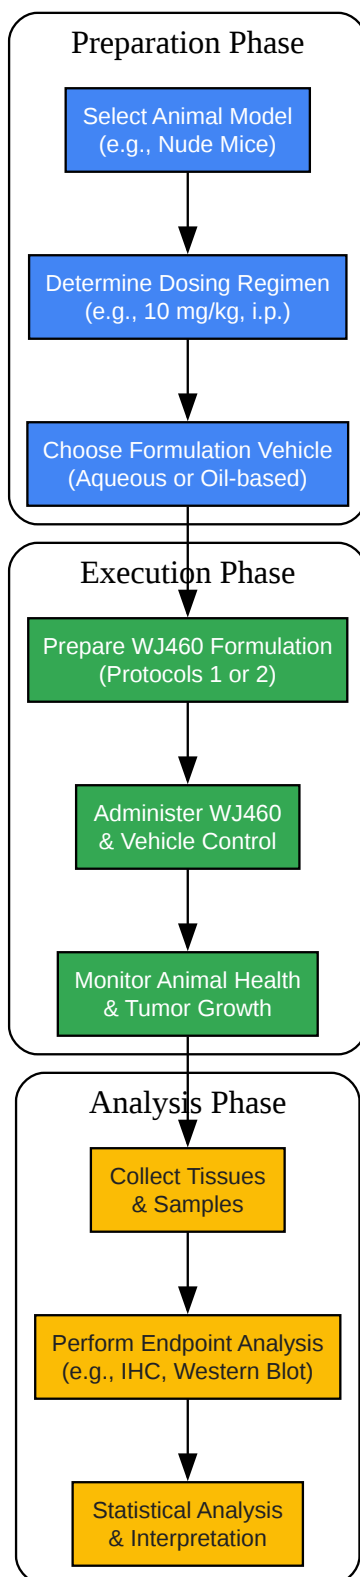 Preparation Phase
Select Animal Model
(e.g., Nude Mice)
Determine Dosing Regimen
(e.g., 10 mg/kg, i.p.)
Choose Formulation Vehicle
(Aqueous or Oil-based)
Execution Phase
Prepare WJ460 Formulation
(Protocols 1 or 2)
Administer WJ460
& Vehicle Control
Monitor Animal Health
& Tumor Growth
Analysis Phase
Collect Tissues
& Samples
Perform Endpoint Analysis
(e.g., IHC, Western Blot)
Statistical Analysis
& Interpretation